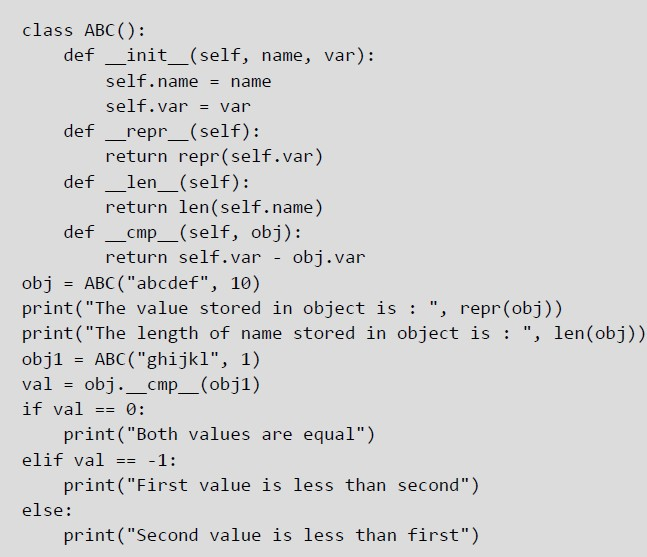 class ABC():
    def __init__(self, name, var):
        self.name = name
        self.var = var
    def __repr__(self):
        return repr(self.var)
    def __len__(self):
        return len(self.name)
    def __cmp__(self, obj):
        return self.var - obj.var
obj = ABC("abcdef", 10)
print("The value stored in object is : ", repr(obj))
print("The length of name stored in object is : ", len(obj))
obj1 = ABC("ghijkl", 1)
val = obj.__cmp__(obj1)
if val == 0:
    print("Both values are equal")
elif val == -1:
    print("First value is less than second")
else:
    print("Second value is less than first")